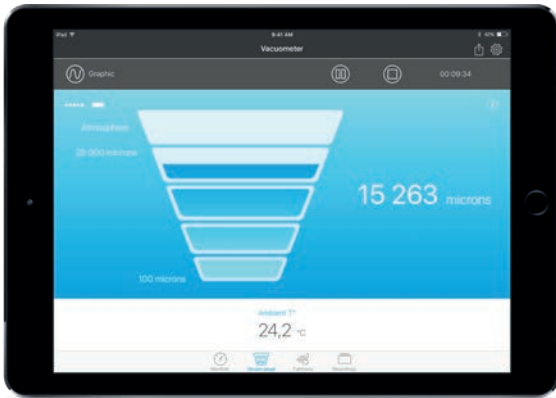 iPad
9:41 AM
Vacuometer
Graphic
00:09:34
Atmosphere
25 000 microns
15 263 microns
100 microns
Ambient T°
24,2 °C